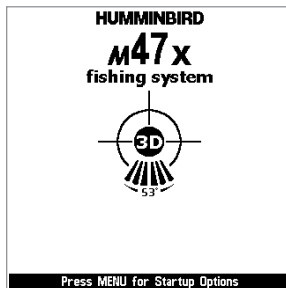 HUMMINBIRD
M47x
fishing system
3D
53°
Press MENU for Startup Options